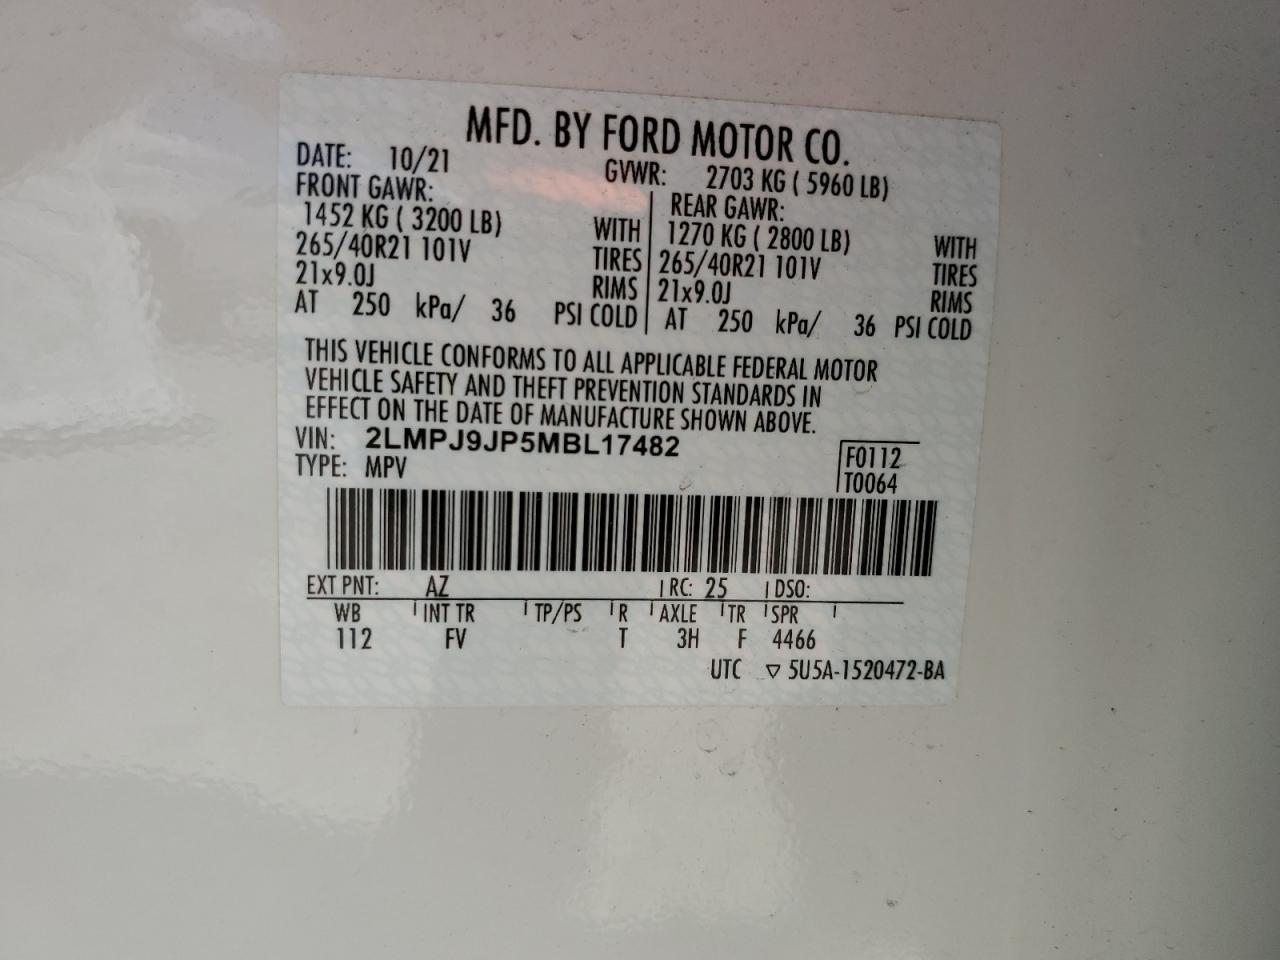 MFD. BY FORD MOTOR CO.
DATE: 10/21 GVWR: 2703 KG ( 5960 LB)
FRONT GAWR: REAR GAWR:
1452 KG ( 3200 LB) WITH 1270 KG ( 2800 LB) WITH
265/40R21 101V TIRES 265/40R21 101V TIRES
21x9.0J RIMS 21x9.0J RIMS
AT 250 kPa/ 36 PSI COLD AT 250 kPa/ 36 PSI COLD
THIS VEHICLE CONFORMS TO ALL APPLICABLE FEDERAL MOTOR
VEHICLE SAFETY AND THEFT PREVENTION STANDARDS IN
EFFECT ON THE DATE OF MANUFACTURE SHOWN ABOVE.
VIN: 2LMPJ9JP5MBL17482 F0112
TYPE: MPV T0064
EXT PNT: AZ RC: 25 DSO:
WB INT TR TP/PS R AXLE TR SPR
112 FV T 3H F 4466
UTC ▽ 5U5A-1520472-BA